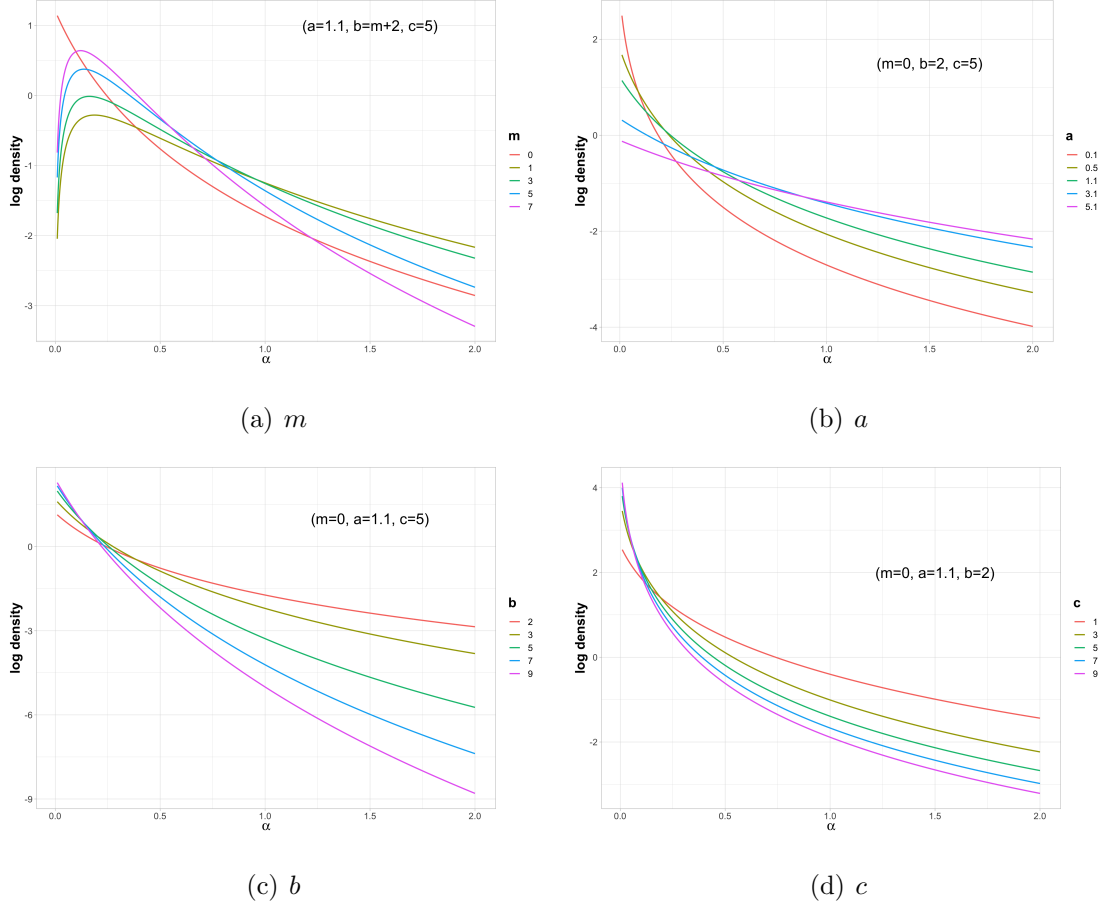 (a=1.1, b=m+2, c=5)
log density
1
0
-1
-2
-3
0.0 0.5 1.0 1.5 2.0
α
m
0
1
3
5
7
(a) m
(m=0, b=2, c=5)
log density
2
0
-2
-4
0.0 0.5 1.0 1.5 2.0
α
a
0.1
0.5
1.1
3.1
5.1
(b) a
(m=0, a=1.1, c=5)
log density
0
-3
-6
-9
0.0 0.5 1.0 1.5 2.0
α
b
2
3
5
7
9
(c) b
(m=0, a=1.1, b=2)
log density
4
2
0
-2
0.0 0.5 1.0 1.5 2.0
α
c
1
3
5
7
9
(d) c